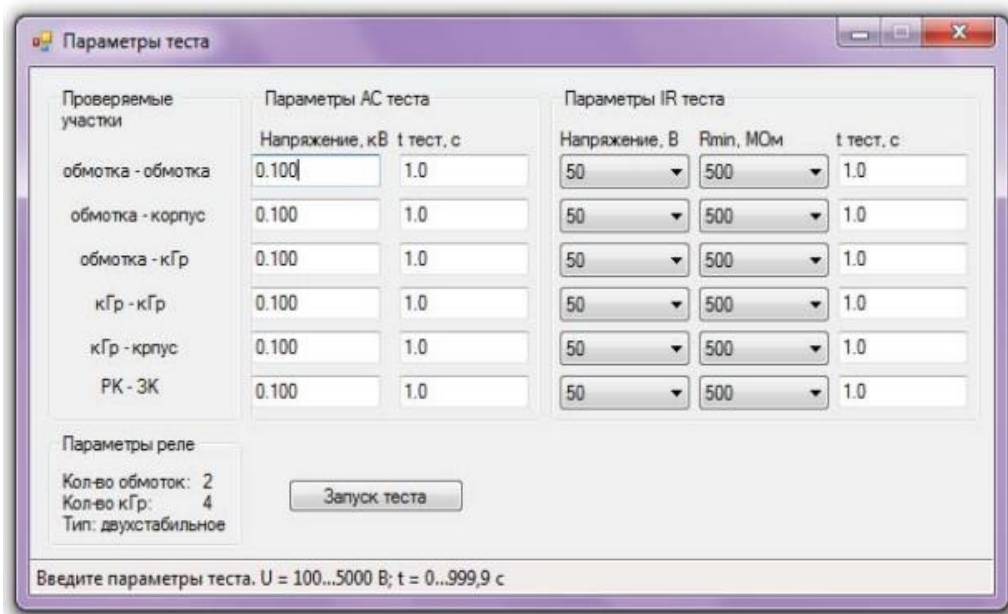 Параметры теста
Проверяемые участки
Параметры АС теста
Параметры IR теста
Напряжение, кВ t тест, с
Напряжение, В Rmin, МОм t тест, с
обмотка - обмотка 0.100 1.0 50 500 1.0
обмотка - корпус 0.100 1.0 50 500 1.0
обмотка - кГр 0.100 1.0 50 500 1.0
кГр - кГр 0.100 1.0 50 500 1.0
кГр - крпус 0.100 1.0 50 500 1.0
РК - ЗК 0.100 1.0 50 500 1.0
Параметры реле
Кол-во обмоток: 2
Кол-во кГр: 4
Тип: двухстабильное
Запуск теста
Введите параметры теста. U = 100...5000 В; t = 0...999,9 с